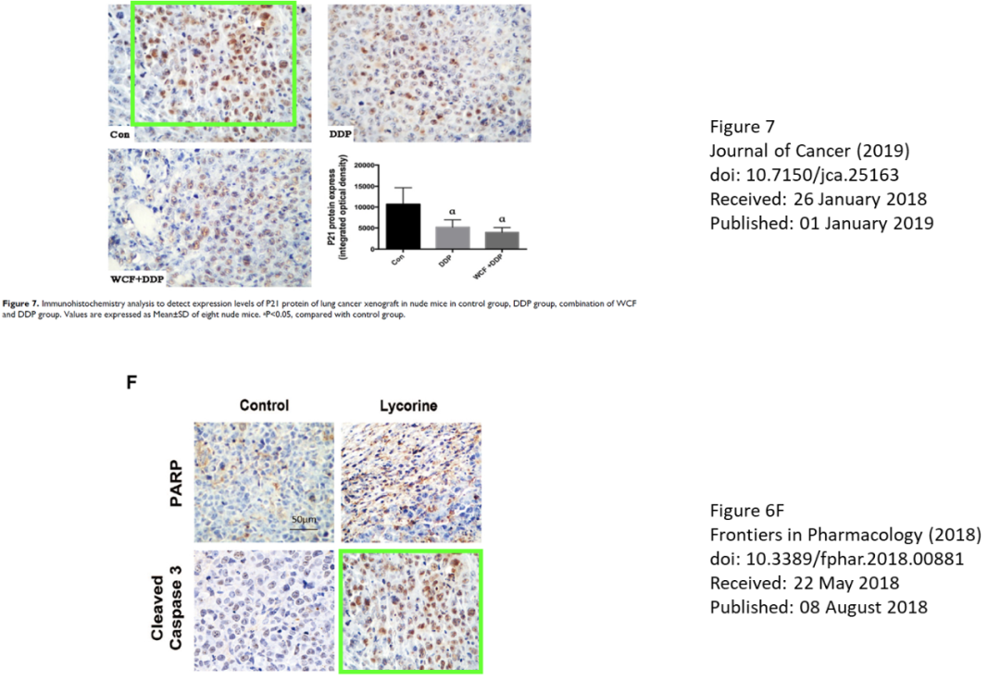 Con
DDP
WCF+DDP
P21 protein express
(integrated optical density)
20000
15000
10000
5000
0
α
α
Con
DDP
WCF +DDP
Figure 7. Immunohistochemistry analysis to detect expression levels of P21 protein of lung cancer xenograft in nude mice in control group, DDP group, combination of WCF
and DDP group. Values are expressed as Mean±SD of eight nude mice. ᵃP<0.05, compared with control group.
Figure 7
Journal of Cancer (2019)
doi: 10.7150/jca.25163
Received: 26 January 2018
Published: 01 January 2019
F
Control
Lycorine
PARP
50μm
Cleaved
Caspase 3
Figure 6F
Frontiers in Pharmacology (2018)
doi: 10.3389/fphar.2018.00881
Received: 22 May 2018
Published: 08 August 2018